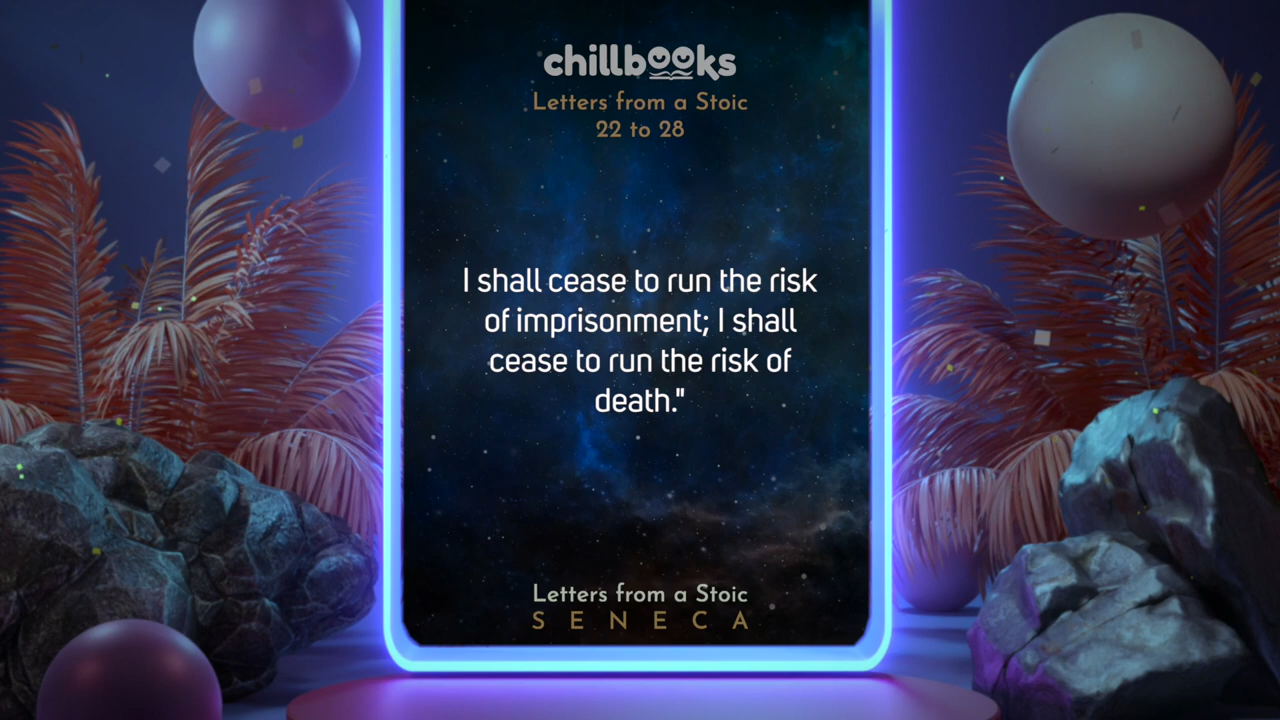 chillbooks
Letters from a Stoic
22 to 28
I shall cease to run the risk
of imprisonment; I shall
cease to run the risk of
death."
Letters from a Stoic
SENECA